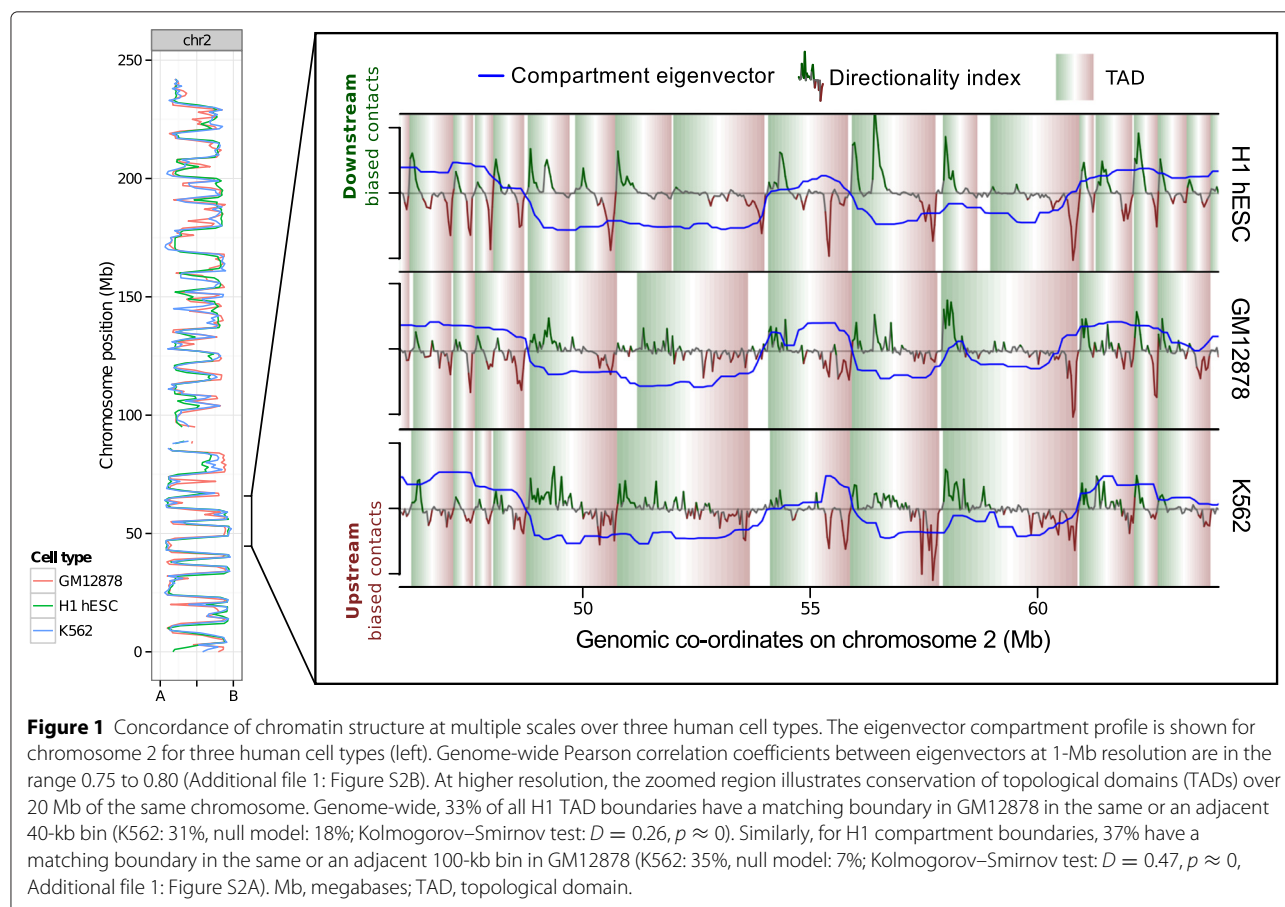 chr2
250
200
150
100
50
0
Chromosome position (Mb)
A
B
Cell type
GM12878
H1 hESC
K562
Compartment eigenvector
Directionality index
TAD
Downstream
biased contacts
Upstream
biased contacts
H1 hESC
GM12878
K562
50
55
60
Genomic co-ordinates on chromosome 2 (Mb)
Figure 1 Concordance of chromatin structure at multiple scales over three human cell types. The eigenvector compartment profile is shown for
chromosome 2 for three human cell types (left). Genome-wide Pearson correlation coefficients between eigenvectors at 1-Mb resolution are in the
range 0.75 to 0.80 (Additional file 1: Figure S2B). At higher resolution, the zoomed region illustrates conservation of topological domains (TADs) over
20 Mb of the same chromosome. Genome-wide, 33% of all H1 TAD boundaries have a matching boundary in GM12878 in the same or an adjacent
40-kb bin (K562: 31%, null model: 18%; Kolmogorov–Smirnov test: D = 0.26, p ≈ 0). Similarly, for H1 compartment boundaries, 37% have a
matching boundary in the same or an adjacent 100-kb bin in GM12878 (K562: 35%, null model: 7%; Kolmogorov–Smirnov test: D = 0.47, p ≈ 0,
Additional file 1: Figure S2A). Mb, megabases; TAD, topological domain.